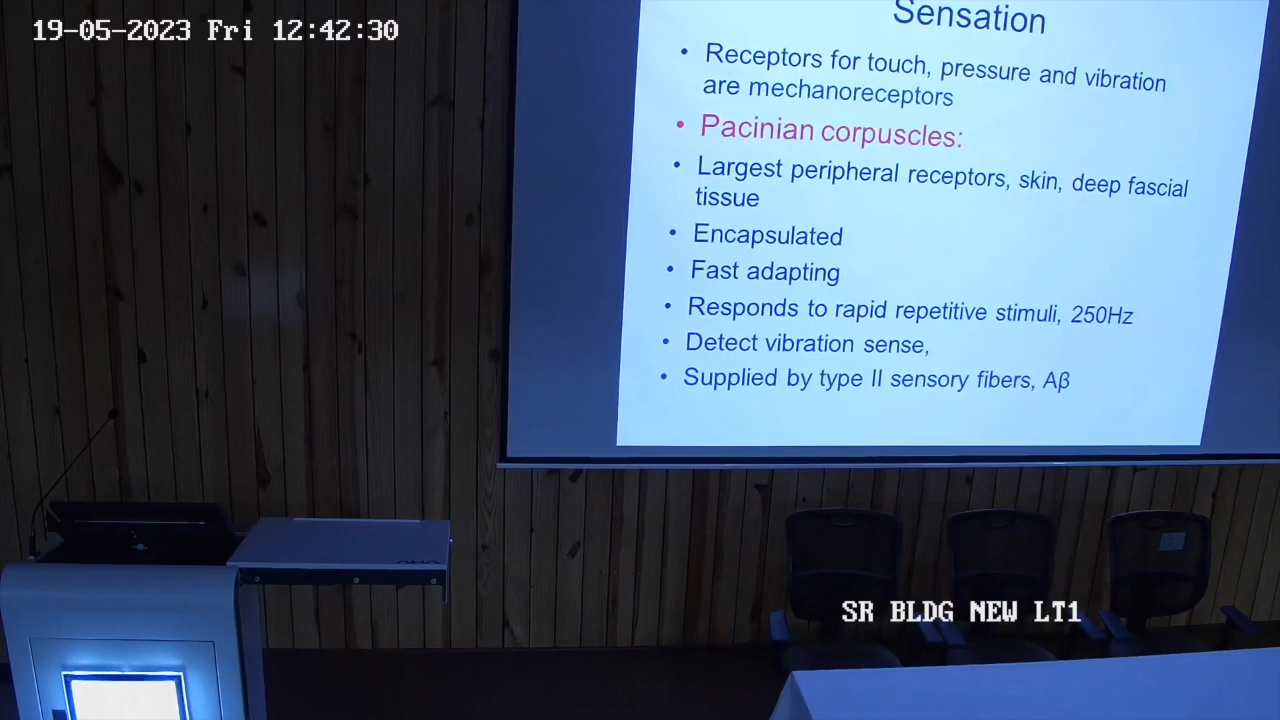 19-05-2023 Fri 12:42:30
Sensation
• Receptors for touch, pressure and vibration
are mechanoreceptors
• Pacinian corpuscles:
• Largest peripheral receptors, skin, deep fascial
tissue
• Encapsulated
• Fast adapting
• Responds to rapid repetitive stimuli, 250Hz
• Detect vibration sense,
• Supplied by type II sensory fibers, Aβ
SR BLDG NEW LT1